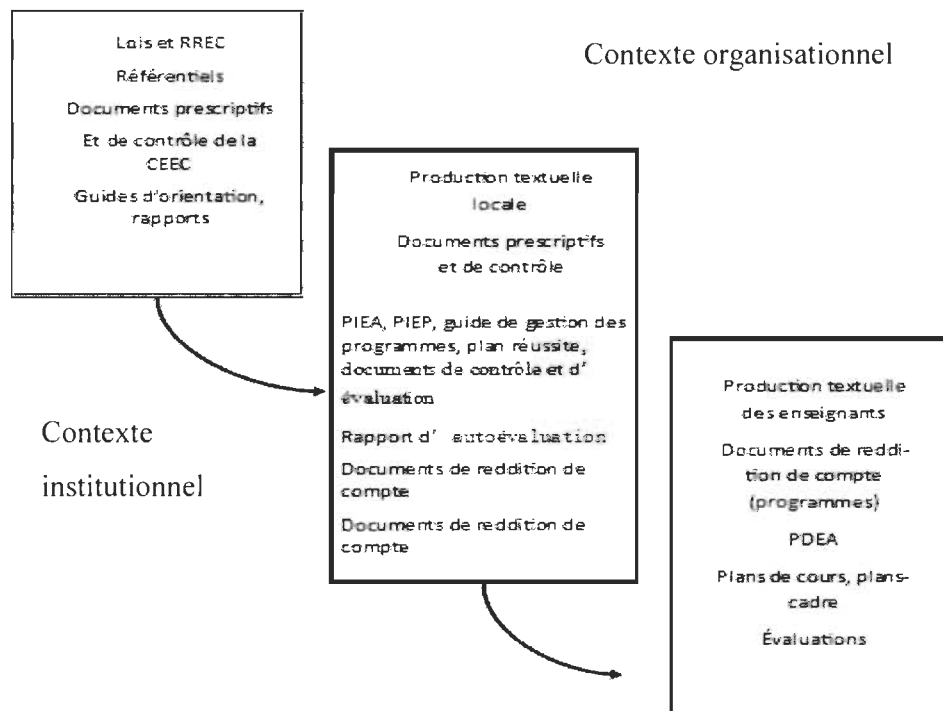 Lois et RREC
Référentiels
Documents prescriptifs
Et de contrôle de la
CEEC
Guides d'orientation,
rapports
Contexte organisationnel
Production textuelle
locale
Documents prescriptifs
et de contrôle
PIEA, PIEP, guide de gestion des
programmes, plan réussite,
documents de contrôle et d'
évaluation
Rapport d' autoévaluation
Documents de reddition de
compte
Documents de reddition de
compte
Contexte
institutionnel
Production textuelle
des enseignants
Documents de reddi-
tion de compte
(programmes)
PDEA
Plans de cours, plans-
cadre
Évaluations